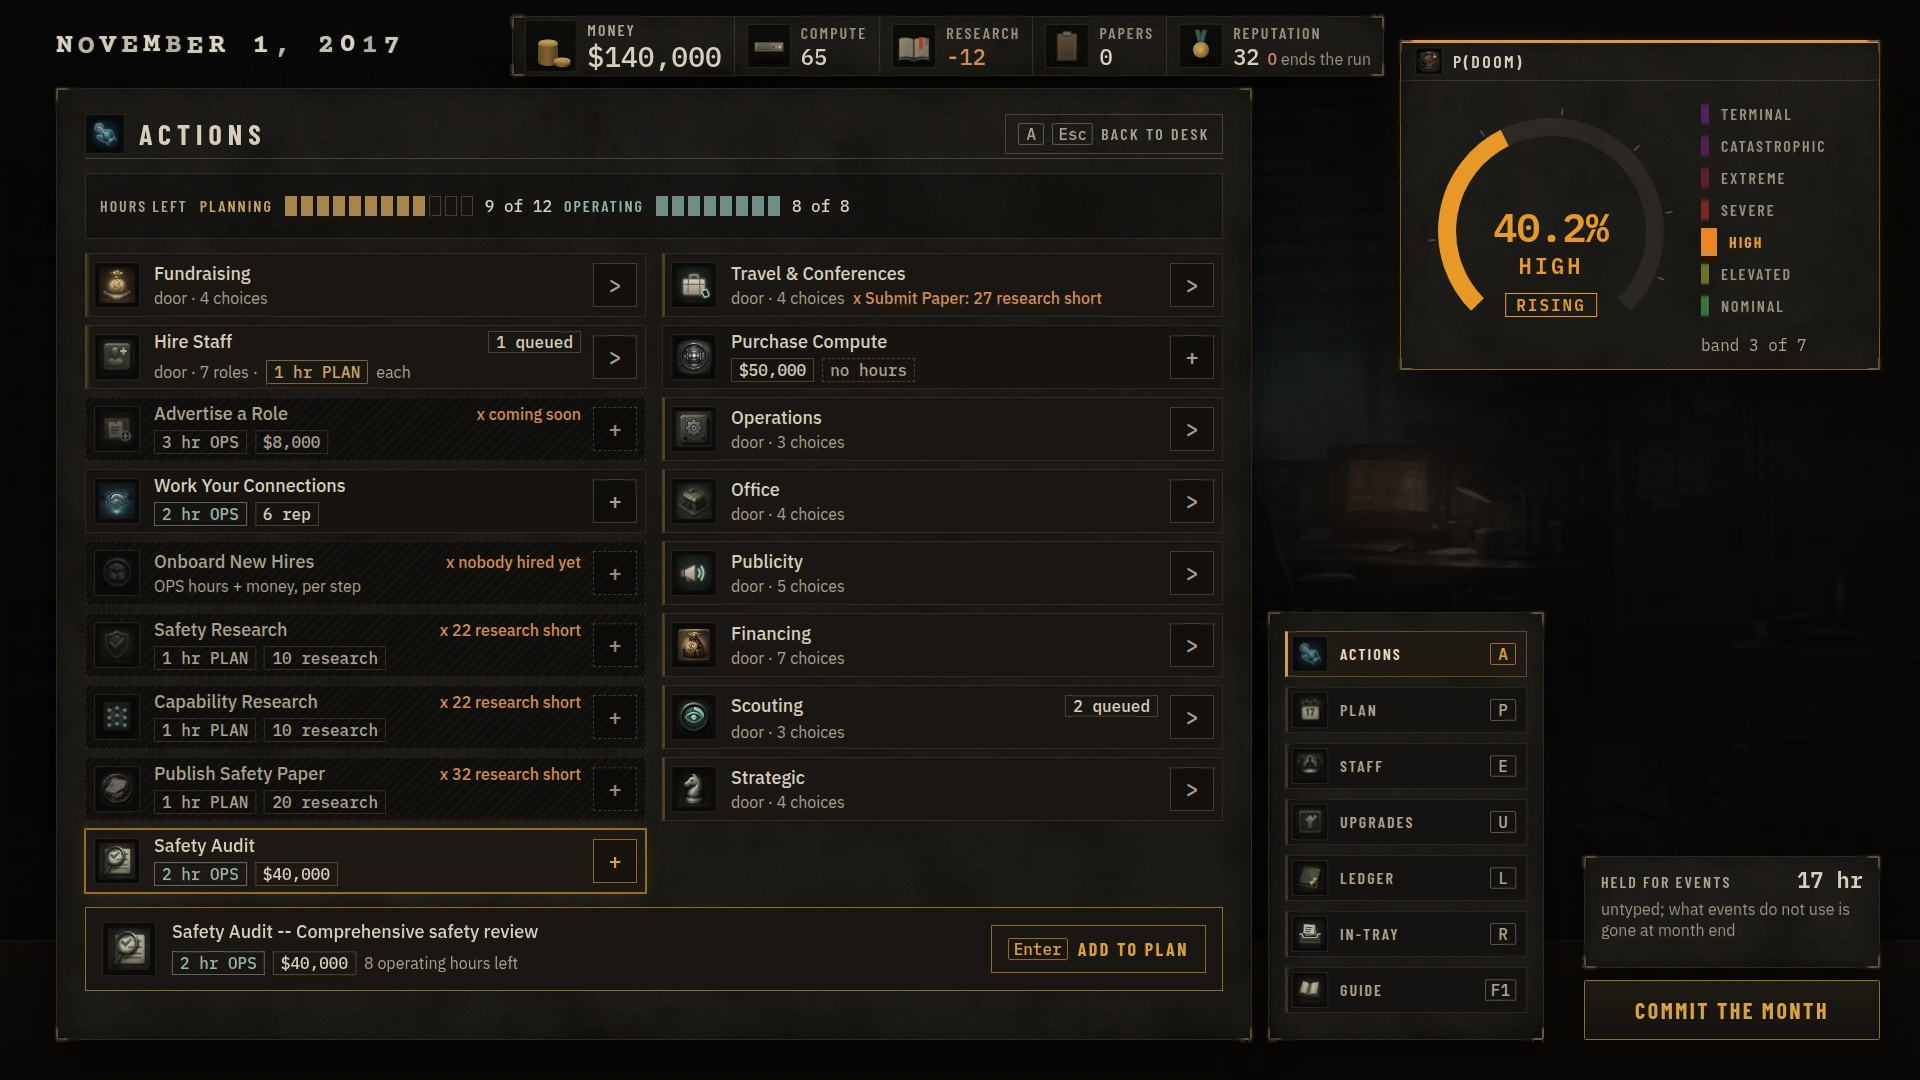 NOVEMBER 1, 2017
MONEY
$140,000
COMPUTE
65
RESEARCH
-12
PAPERS
0
REPUTATION
32 0 ends the run
P(DOOM)
40.2%
HIGH
RISING
TERMINAL
CATASTROPHIC
EXTREME
SEVERE
HIGH
ELEVATED
NOMINAL
band 3 of 7
ACTIONS
A Esc BACK TO DESK
HOURS LEFT PLANNING 9 of 12 OPERATING 8 of 8
Fundraising
door · 4 choices
>
Hire Staff
1 queued
door · 7 roles · 1 hr PLAN each
>
Advertise a Role
x coming soon
3 hr OPS $8,000
+
Work Your Connections
2 hr OPS 6 rep
+
Onboard New Hires
x nobody hired yet
OPS hours + money, per step
+
Safety Research
x 22 research short
1 hr PLAN 10 research
+
Capability Research
x 22 research short
1 hr PLAN 10 research
+
Publish Safety Paper
x 32 research short
1 hr PLAN 20 research
+
Safety Audit
2 hr OPS $40,000
+
Travel & Conferences
door · 4 choices x Submit Paper: 27 research short
>
Purchase Compute
$50,000 no hours
+
Operations
door · 3 choices
>
Office
door · 4 choices
>
Publicity
door · 5 choices
>
Financing
door · 7 choices
>
Scouting
2 queued
door · 3 choices
>
Strategic
door · 4 choices
>
Safety Audit -- Comprehensive safety review
2 hr OPS $40,000 8 operating hours left
Enter ADD TO PLAN
ACTIONS A
17
PLAN P
STAFF E
UPGRADES U
LEDGER L
IN-TRAY R
GUIDE F1
HELD FOR EVENTS 17 hr
untyped; what events do not use is
gone at month end
COMMIT THE MONTH